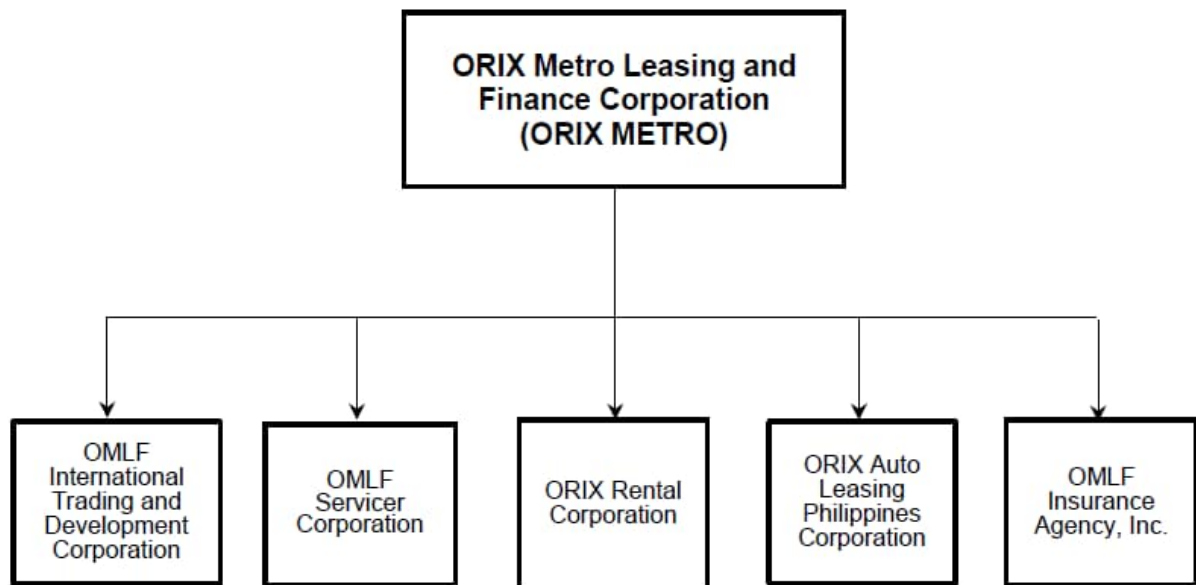 ORIX Metro Leasing and
Finance Corporation
(ORIX METRO)
OMLF
International
Trading and
Development
Corporation
OMLF
Servicer
Corporation
ORIX Rental
Corporation
ORIX Auto
Leasing
Philippines
Corporation
OMLF
Insurance
Agency, Inc.